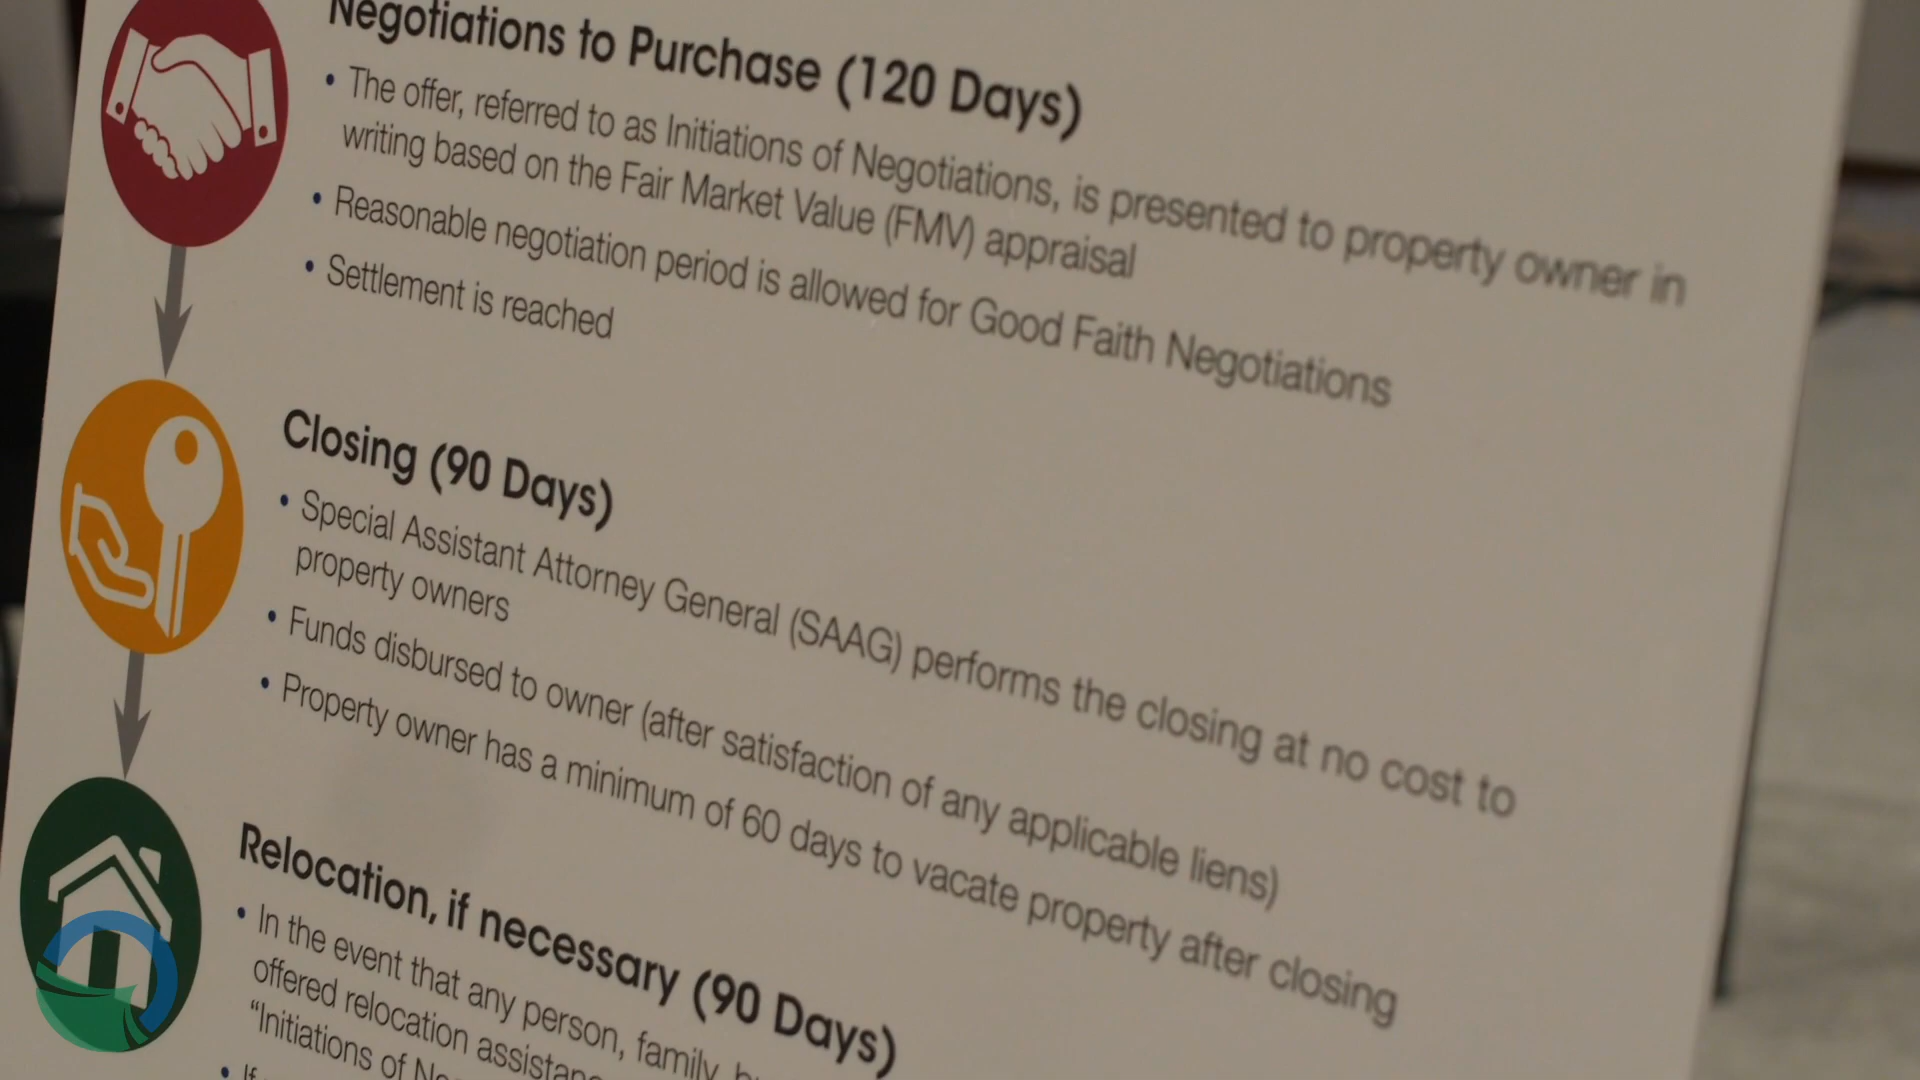 Negotiations to Purchase (120 Days)
• The offer, referred to as Initiations of Negotiations, is presented to property owner in
writing based on the Fair Market Value (FMV) appraisal
• Reasonable negotiation period is allowed for Good Faith Negotiations
• Settlement is reached
Closing (90 Days)
• Special Assistant Attorney General (SAAG) performs the closing at no cost to
property owners
• Funds disbursed to owner (after satisfaction of any applicable liens)
• Property owner has a minimum of 60 days to vacate property after closing
Relocation, if necessary (90 Days)
• In the event that any person, family,
offered relocation
"Initiations of
•